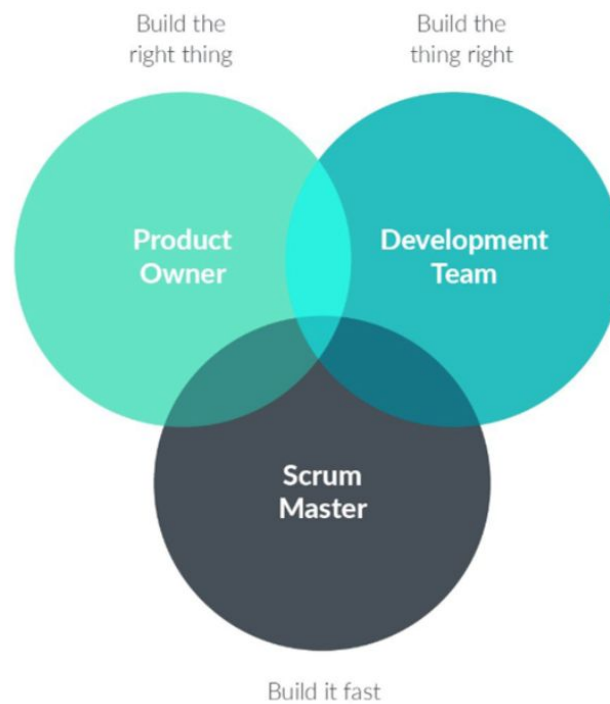 Build the
right thing
Build the
thing right
Product
Owner
Development
Team
Scrum
Master
Build it fast